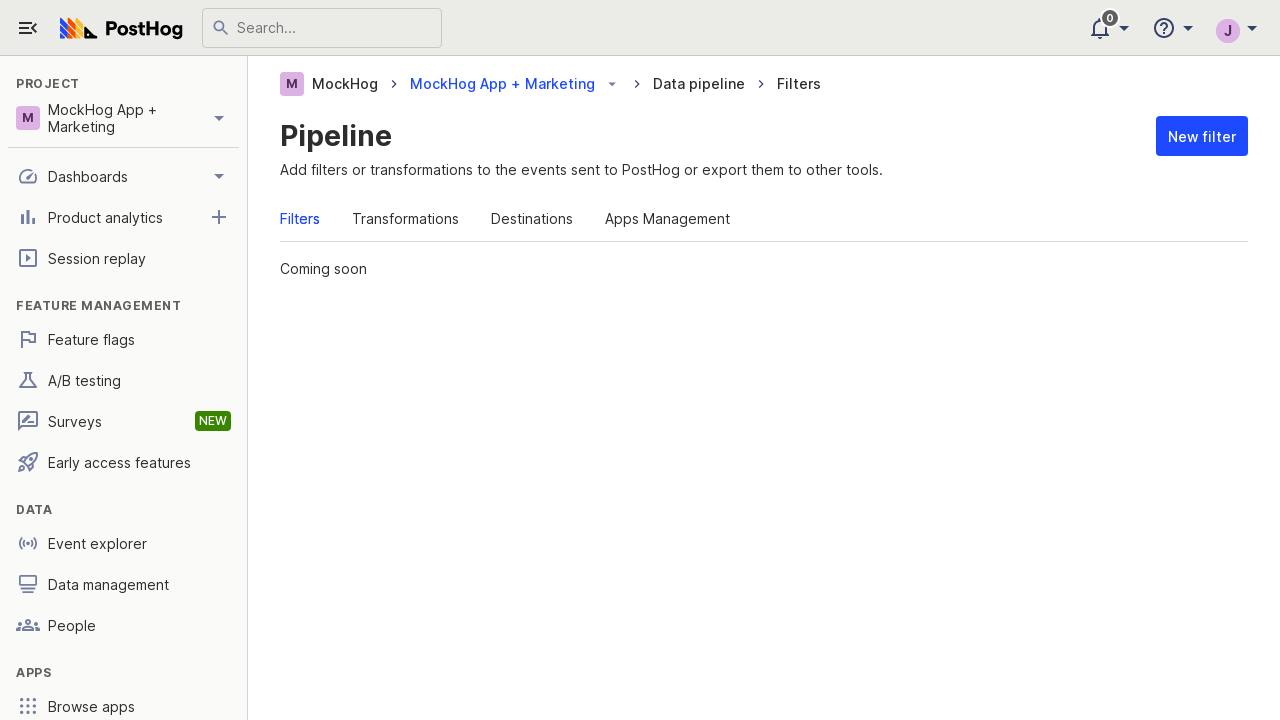 PostHog
Search...
0
J
PROJECT
M
MockHog App +
Marketing
Dashboards
Product analytics
Session replay
FEATURE MANAGEMENT
Feature flags
A/B testing
Surveys
NEW
Early access features
DATA
Event explorer
Data management
People
APPS
Browse apps
M MockHog > MockHog App + Marketing > Data pipeline > Filters
Pipeline
New filter
Add filters or transformations to the events sent to PostHog or export them to other tools.
Filters Transformations Destinations Apps Management
Coming soon